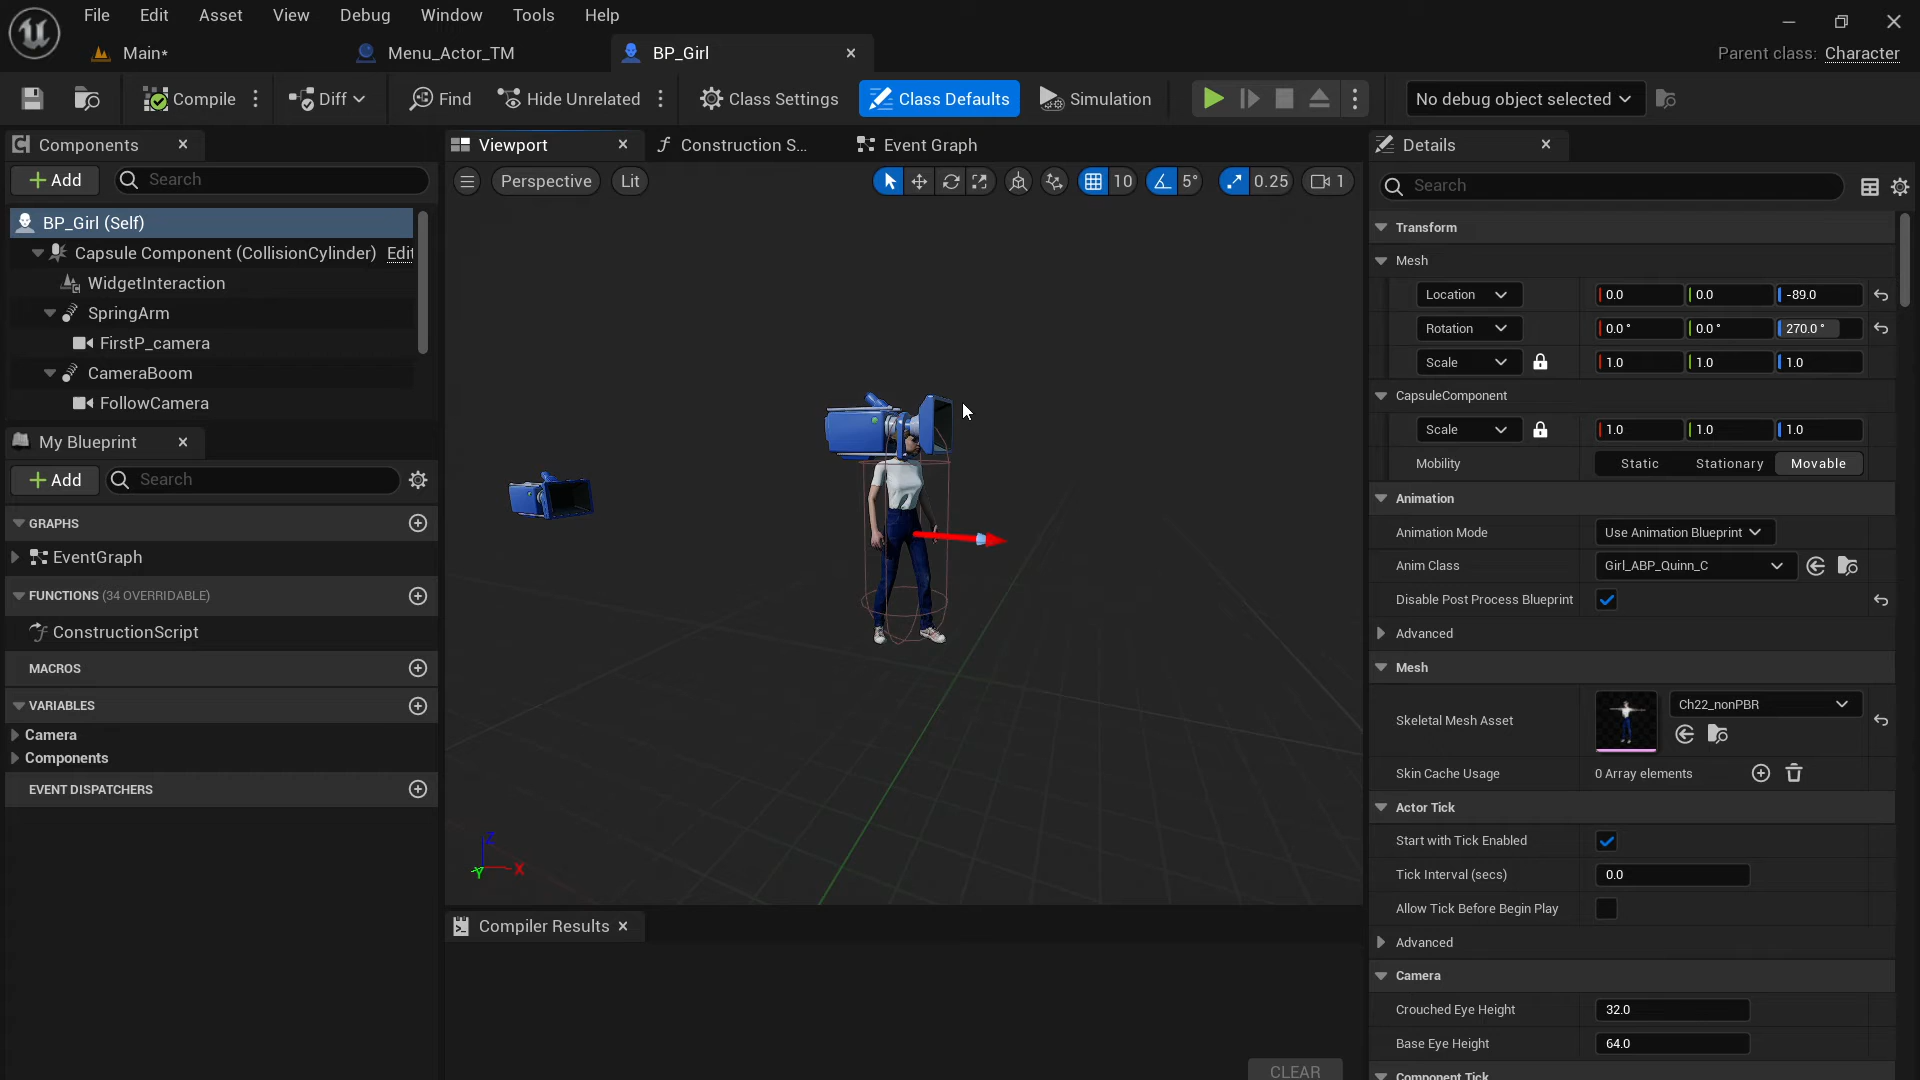 File Edit Asset View Debug Window Tools Help
Main* Menu_Actor_TM BP_Girl Parent class: Character
Compile Diff Find Hide Unrelated Class Settings Class Defaults Simulation No debug object selected
Components Viewport Construction S... Event Graph Details
Add Search Perspective Lit 10 5° 0.25 1 Search
BP_Girl (Self)
Capsule Component (CollisionCylinder) Edit
WidgetInteraction
SpringArm
FirstP_camera
CameraBoom
FollowCamera
My Blueprint
Add Search
GRAPHS
EventGraph
FUNCTIONS (34 OVERRIDABLE)
ConstructionScript
MACROS
VARIABLES
Camera
Components
EVENT DISPATCHERS
Z
X
Y
Compiler Results
CLEAR
Transform
Mesh
Location 0.0 0.0 -89.0
Rotation 0.0 ° 0.0 ° 270.0 °
Scale 1.0 1.0 1.0
CapsuleComponent
Scale 1.0 1.0 1.0
Mobility Static Stationary Movable
Animation
Animation Mode Use Animation Blueprint
Anim Class Girl_ABP_Quinn_C
Disable Post Process Blueprint
Advanced
Mesh
Skeletal Mesh Asset Ch22_nonPBR
Skin Cache Usage 0 Array elements
Actor Tick
Start with Tick Enabled
Tick Interval (secs) 0.0
Allow Tick Before Begin Play
Advanced
Camera
Crouched Eye Height 32.0
Base Eye Height 64.0
Component Tick